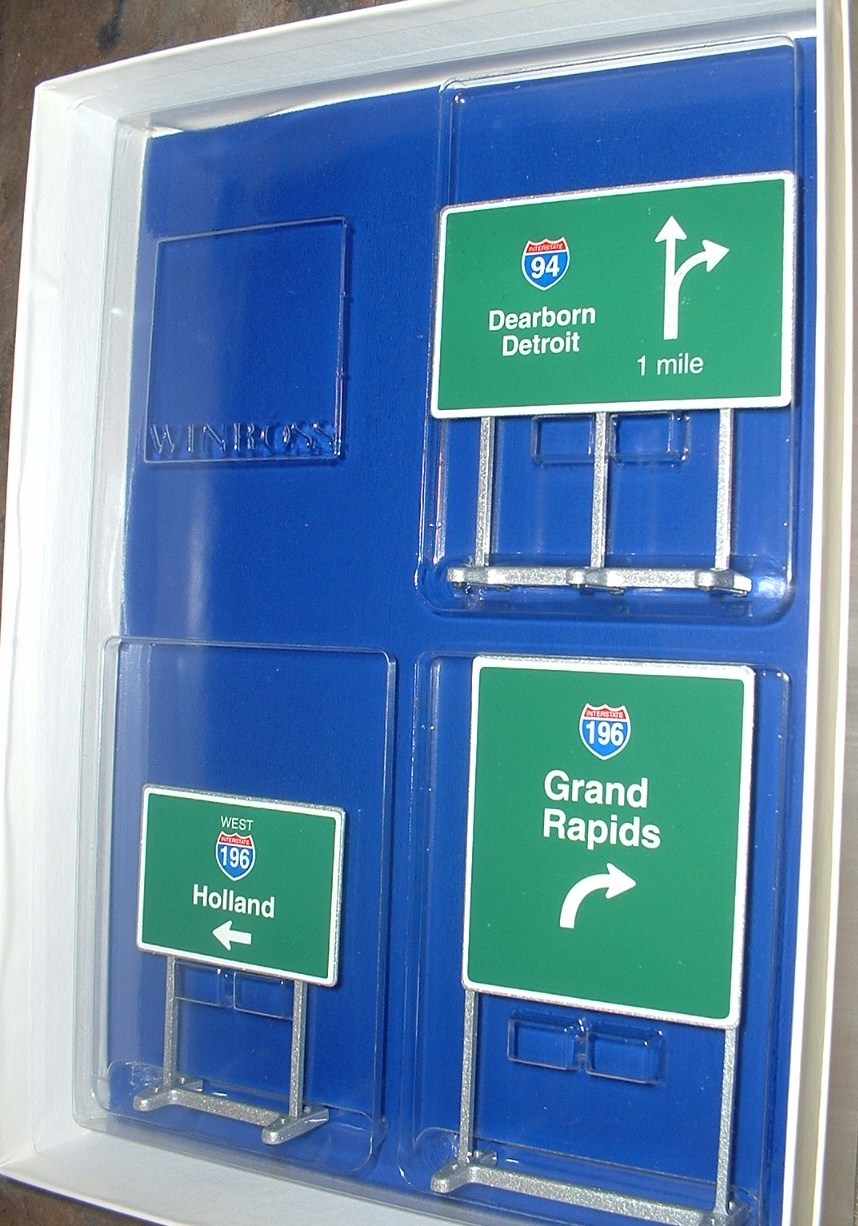 WINROSS
INTERSTATE
94
Dearborn
Detroit
1 mile
WEST
INTERSTATE
196
Holland
INTERSTATE
196
Grand
Rapids